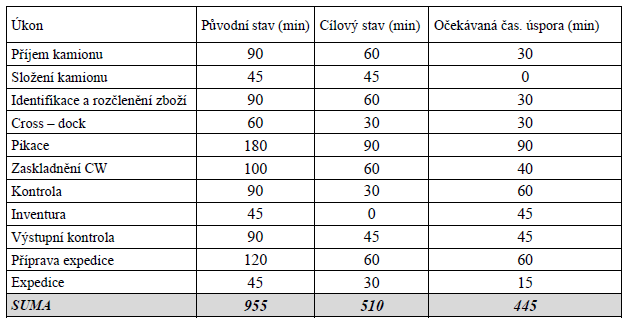 Úkon Původní stav (min) Cílový stav (min) Očekávaná čas. úspora (min)
Příjem kamionu 90 60 30
Složení kamionu 45 45 0
Identifikace a rozčlenění zboží 90 60 30
Cross – dock 60 30 30
Pikace 180 90 90
Zaskladnění CW 100 60 40
Kontrola 90 30 60
Inventura 45 0 45
Výstupní kontrola 90 45 45
Příprava expedice 120 60 60
Expedice 45 30 15
SUMA 955 510 445